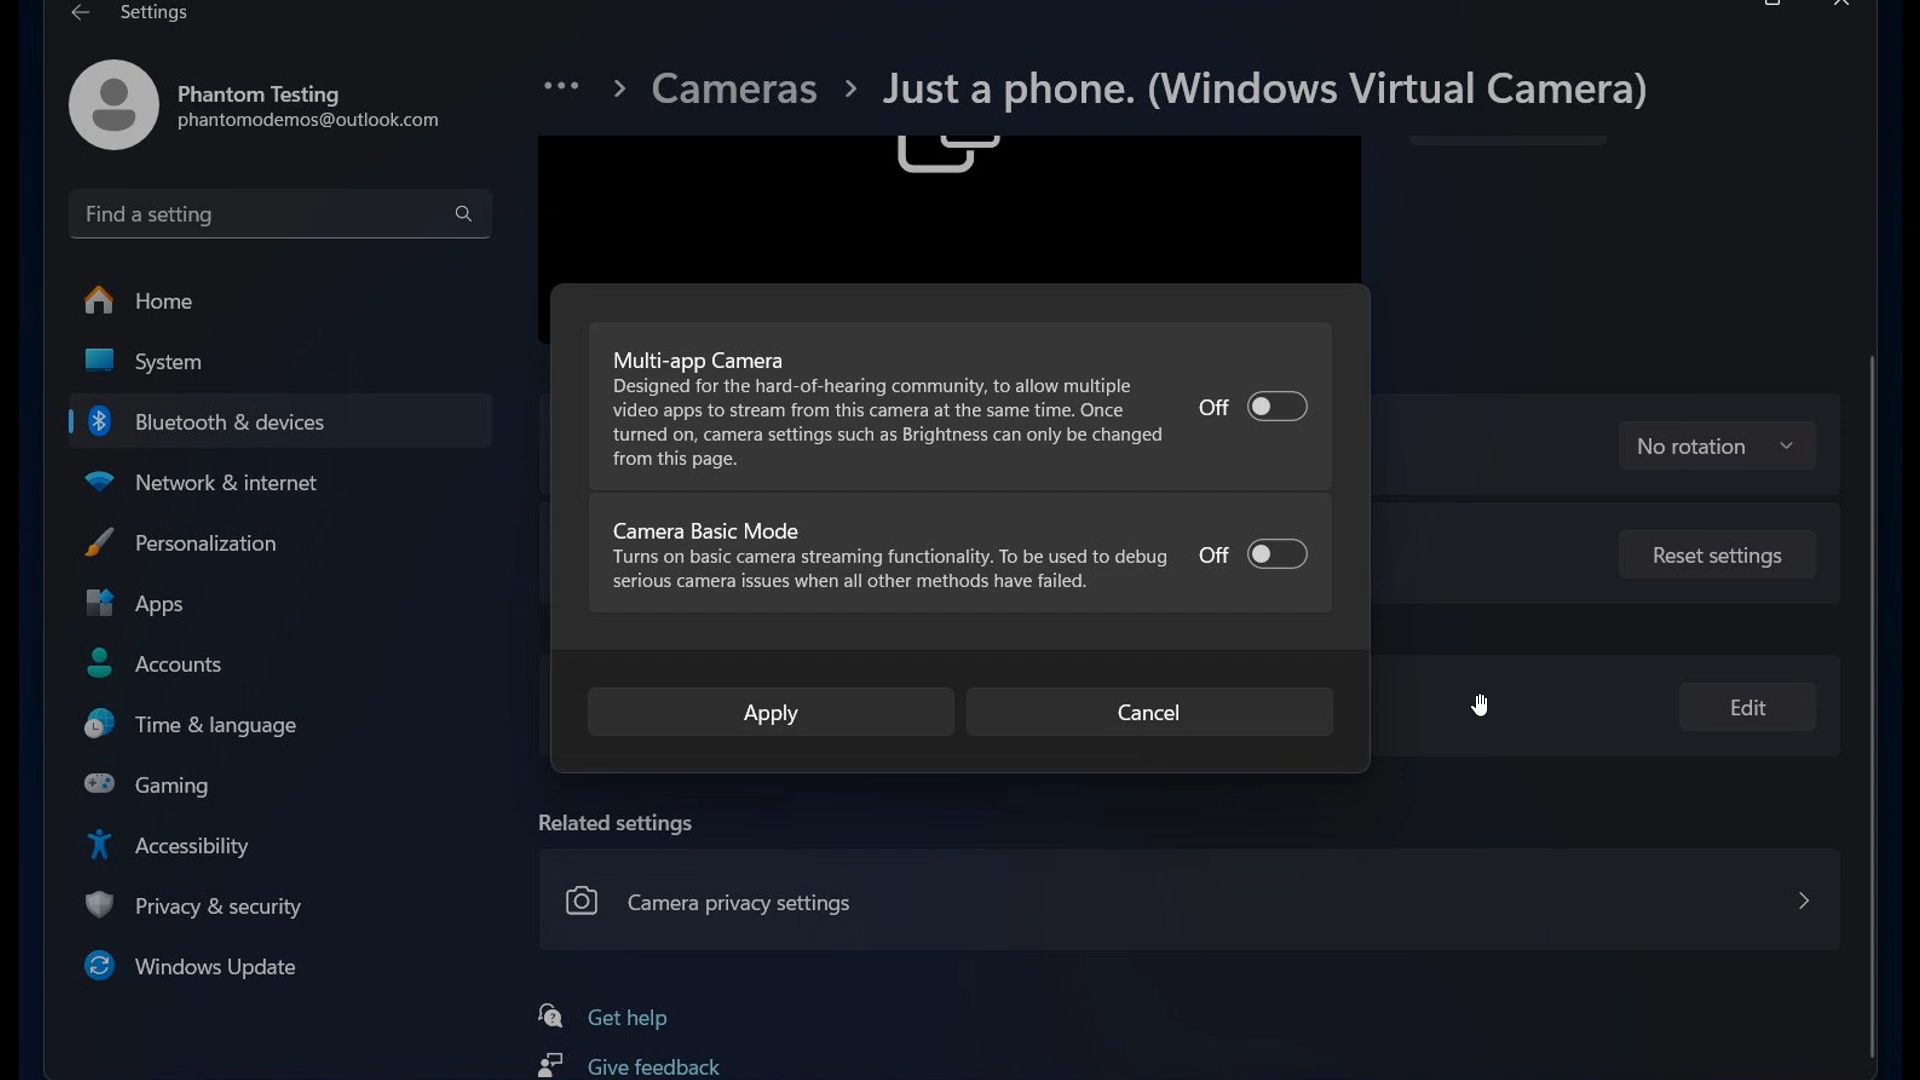 Settings
Phantom Testing
phantomodemos@outlook.com
... > Cameras > Just a phone. (Windows Virtual Camera)
Find a setting
Home
System
Bluetooth & devices
Network & internet
Personalization
Apps
Accounts
Time & language
Gaming
Accessibility
Privacy & security
Windows Update
Multi-app Camera
Designed for the hard-of-hearing community, to allow multiple
video apps to stream from this camera at the same time. Once
turned on, camera settings such as Brightness can only be changed
from this page.
Off
Camera Basic Mode
Turns on basic camera streaming functionality. To be used to debug
serious camera issues when all other methods have failed.
Off
Apply
Cancel
No rotation
Reset settings
Edit
Related settings
Camera privacy settings
Get help
Give feedback